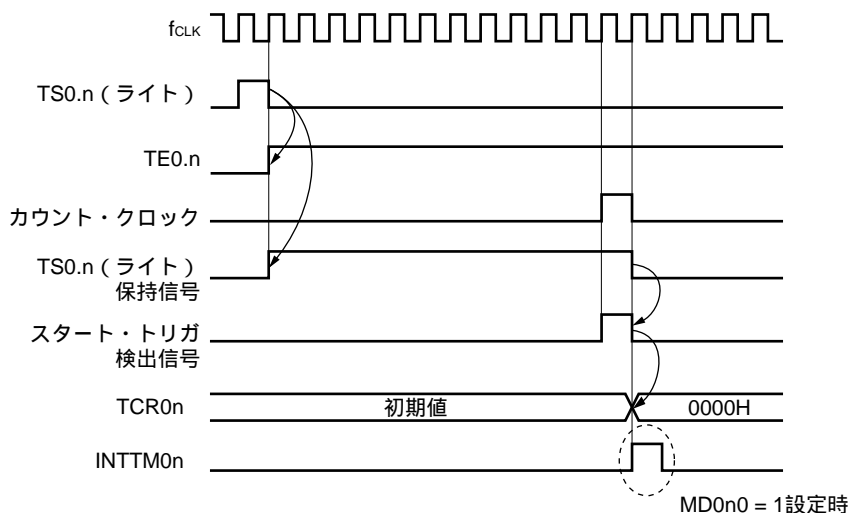 fCLK
TS0.n（ライト）
TE0.n
カウント・クロック
TS0.n（ライト）
保持信号
スタート・トリガ
検出信号
TCR0n 初期値 0000H
INTTM0n
MD0n0 = 1設定時